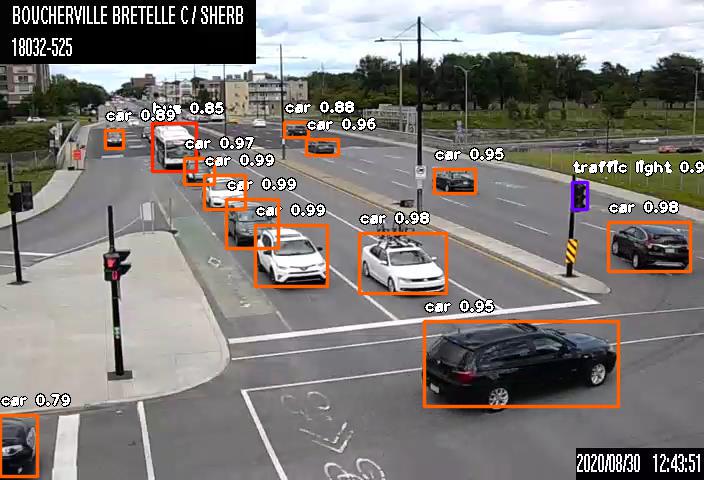 BOUCHERVILLE BRETELLE C / SHERB
18032-525
bus 0.85
car 0.89
car 0.88
car 0.96
car 0.97
car 0.99
car 0.95
traffic light 0.9
car 0.99
car 0.99
car 0.98
car 0.98
car 0.95
car 0.79
2020/08/30 12:43:51